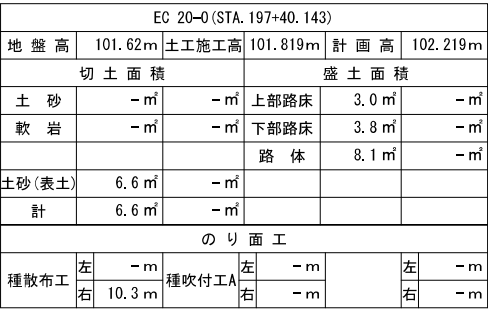 EC 20-0(STA.197+40.143)
地 盤 高 101.62m 土工施工高 101.819m 計 画 高 102.219m
切 土 面 積 盛 土 面 積
土 砂 -㎡ -㎡ 上部路床 3.0㎡ -㎡
軟 岩 -㎡ -㎡ 下部路床 3.8㎡ -㎡
路 体 8.1㎡ -㎡
土砂(表土) 6.6㎡ -㎡
計 6.6㎡ -㎡
の り 面 工
種散布工 左 -m 種吹付工A 左 -m 左 -m
右 10.3m 右 -m 右 -m